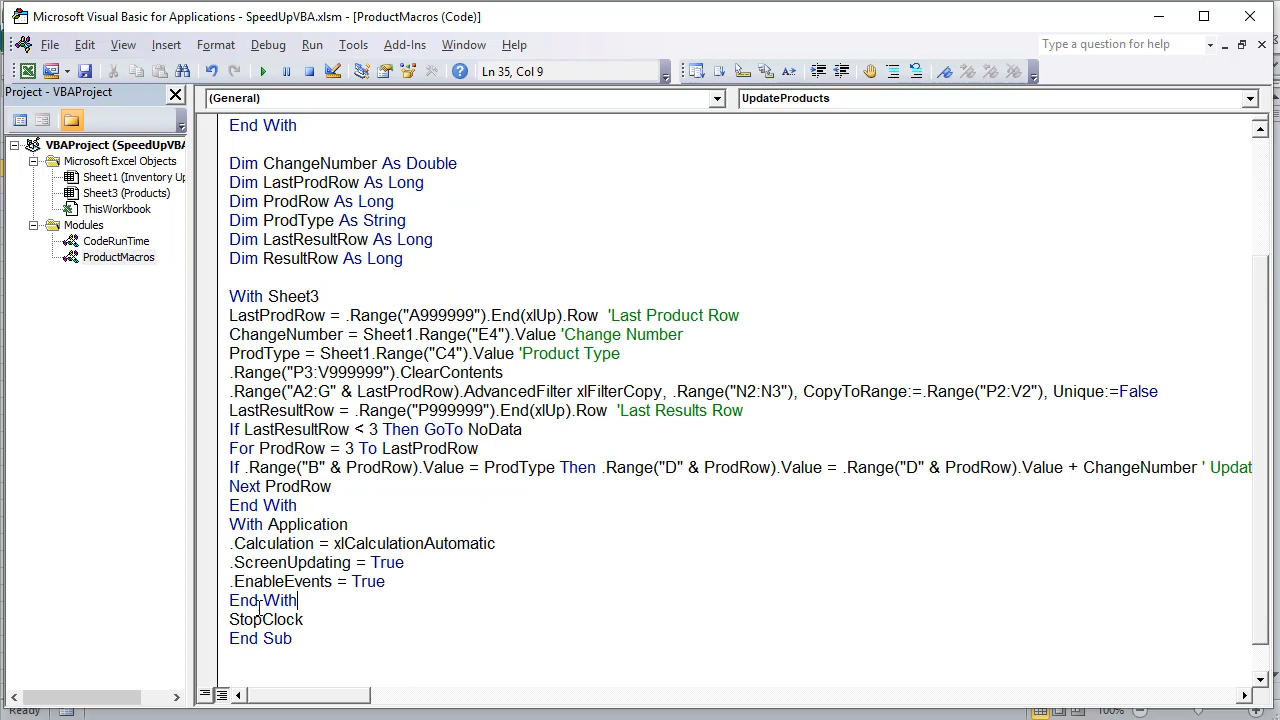 Microsoft Visual Basic for Applications - SpeedUpVBA.xlsm - [ProductMacros (Code)]
File Edit View Insert Format Debug Run Tools Add-Ins Window Help
Type a question for help
Ln 35, Col 9
Project - VBAProject
(General)
UpdateProducts
VBAProject (SpeedUpVBA
Microsoft Excel Objects
Sheet1 (Inventory Up
Sheet3 (Products)
ThisWorkbook
Modules
CodeRunTime
ProductMacros
End With
Dim ChangeNumber As Double
Dim LastProdRow As Long
Dim ProdRow As Long
Dim ProdType As String
Dim LastResultRow As Long
Dim ResultRow As Long
With Sheet3
LastProdRow = .Range("A999999").End(xlUp).Row 'Last Product Row
ChangeNumber = Sheet1.Range("E4").Value 'Change Number
ProdType = Sheet1.Range("C4").Value 'Product Type
.Range("P3:V999999").ClearContents
.Range("A2:G" & LastProdRow).AdvancedFilter xlFilterCopy, .Range("N2:N3"), CopyToRange:=.Range("P2:V2"), Unique:=False
LastResultRow = .Range("P999999").End(xlUp).Row 'Last Results Row
If LastResultRow < 3 Then GoTo NoData
For ProdRow = 3 To LastProdRow
If .Range("B" & ProdRow).Value = ProdType Then .Range("D" & ProdRow).Value = .Range("D" & ProdRow).Value + ChangeNumber ' Updat
Next ProdRow
End With
With Application
.Calculation = xlCalculationAutomatic
.ScreenUpdating = True
.EnableEvents = True
End With
StopClock
End Sub
Ready
100%